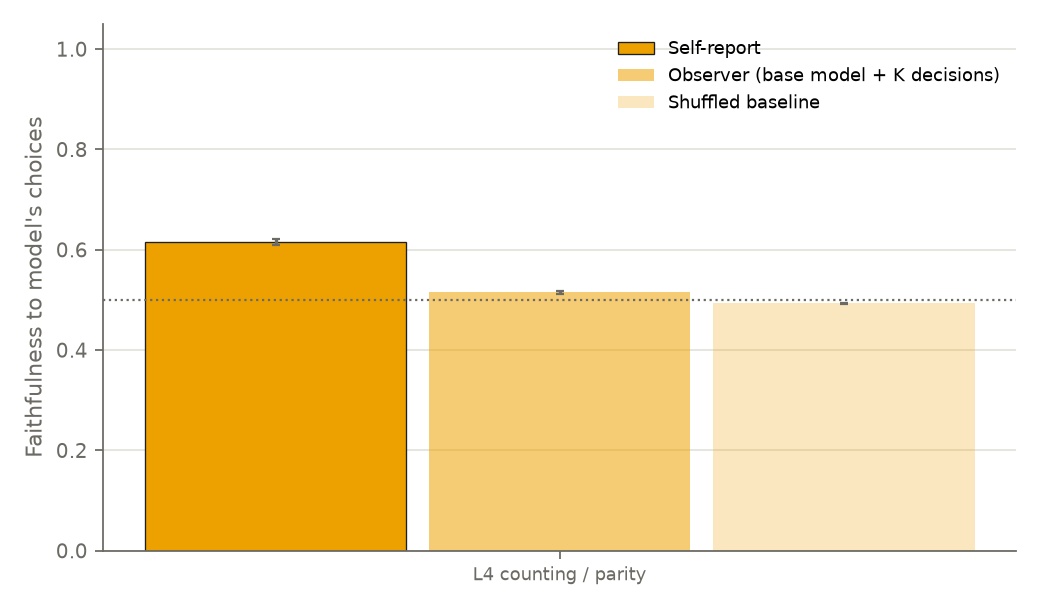 Self-report
Observer (base model + K decisions)
Shuffled baseline
Faithfulness to model's choices
1.0
0.8
0.6
0.4
0.2
0.0
L4 counting / parity